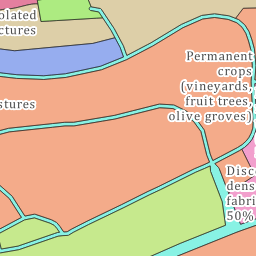 olated
ctures
Permanent
crops
(vineyards,
fruit trees,
olive groves)
stures
Disc
dens
fabri
50%